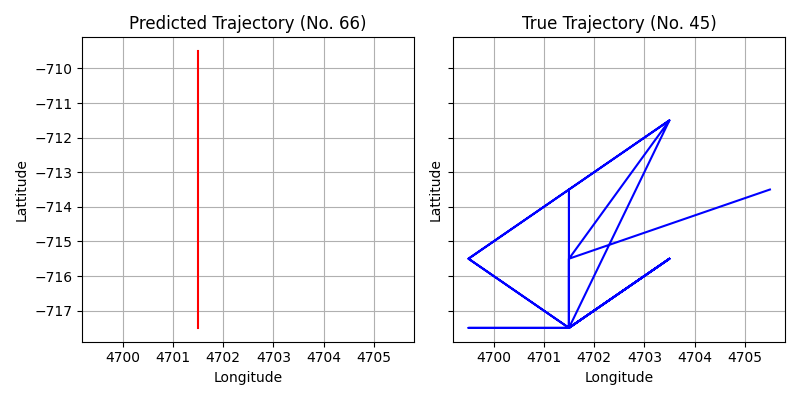 Predicted Trajectory (No. 66)
True Trajectory (No. 45)
Lattitude
−710
−711
−712
−713
−714
−715
−716
−717
4700 4701 4702 4703 4704 4705
Longitude
Lattitude
4700 4701 4702 4703 4704 4705
Longitude